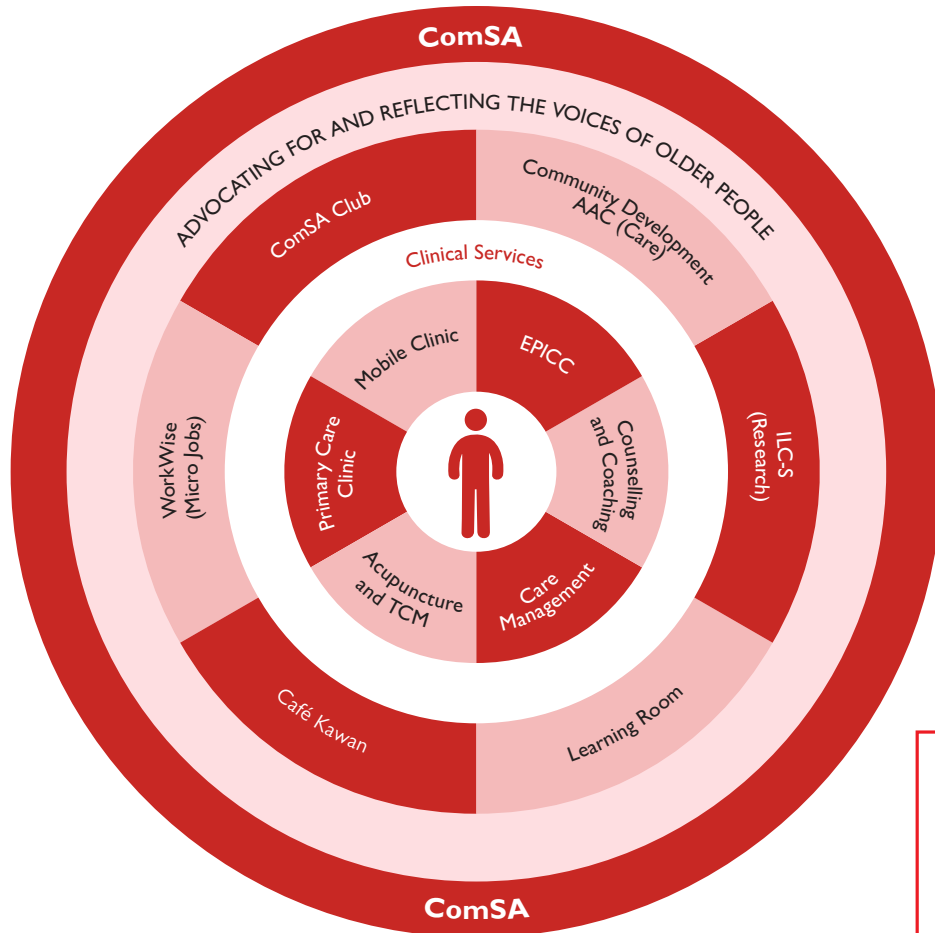 ComSA
ADVOCATING FOR AND REFLECTING THE VOICES OF OLDER PEOPLE
ComSA Club
Community Development
AAC (Care)
Clinical Services
Mobile Clinic
EPICC
WorkWise
(Micro Jobs)
Primary Care
Clinic
Counselling
and Coaching
ILC-S
(Research)
Acupuncture
and TCM
Care
Management
Café Kawan
Learning Room
ComSA